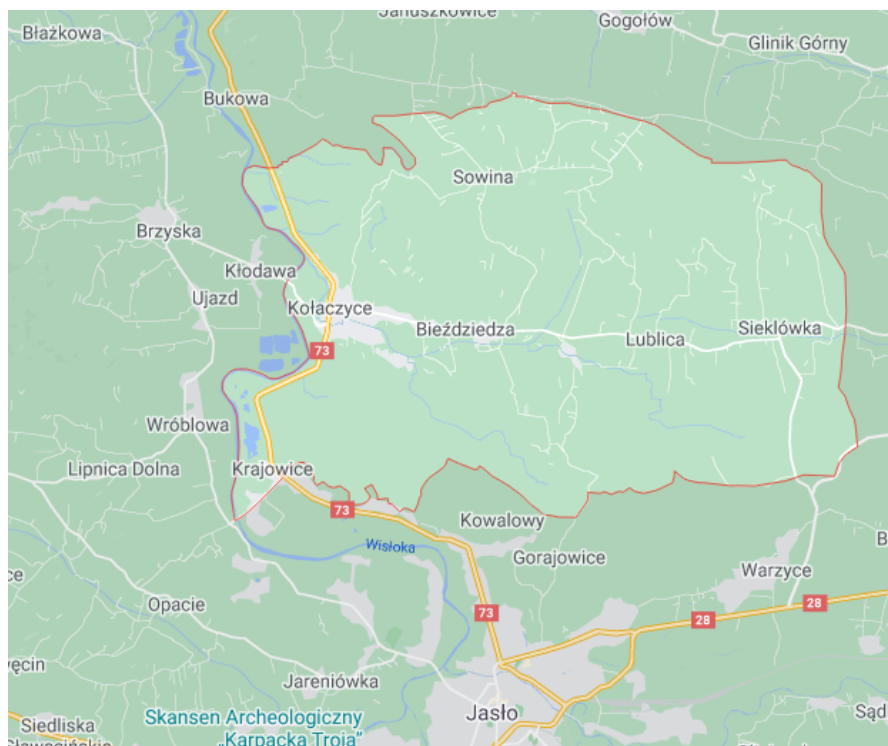 Januszkowice
Gogołów
Błażkowa
Glinik Górny
Bukowa
Sowina
Brzyska
Kłodawa
Ujazd
Kołaczyce
Bieździedza
Lublica
Sieklówka
73
Wróblowa
Lipnica Dolna
Krajowice
73
Kowalowy
Wisłoka
Gorajowice
Warzyce
Opacie
73
28
28
Jareniówka
Skansen Archeologiczny
„Karpacka Troja”
Jasło
Siedliska
Sławęcińskie